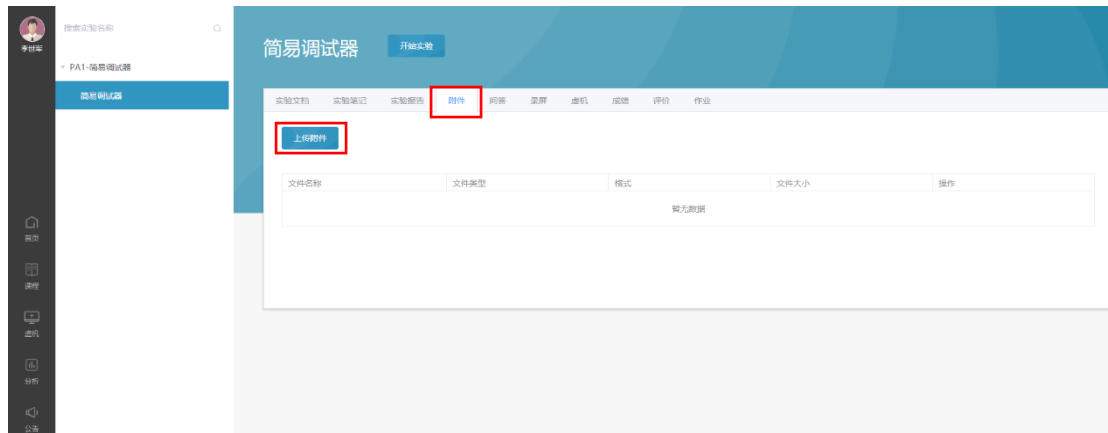 李世军
首页
课程
虚机
分析
公告
搜索实验名称
PA1-简易调试器
简易调试器
简易调试器 开始实验
实验文档 实验笔记 实验报告 附件 问答 录屏 虚机 成绩 评价 作业
上传附件
文件名称 文件类型 格式 文件大小 操作
暂无数据